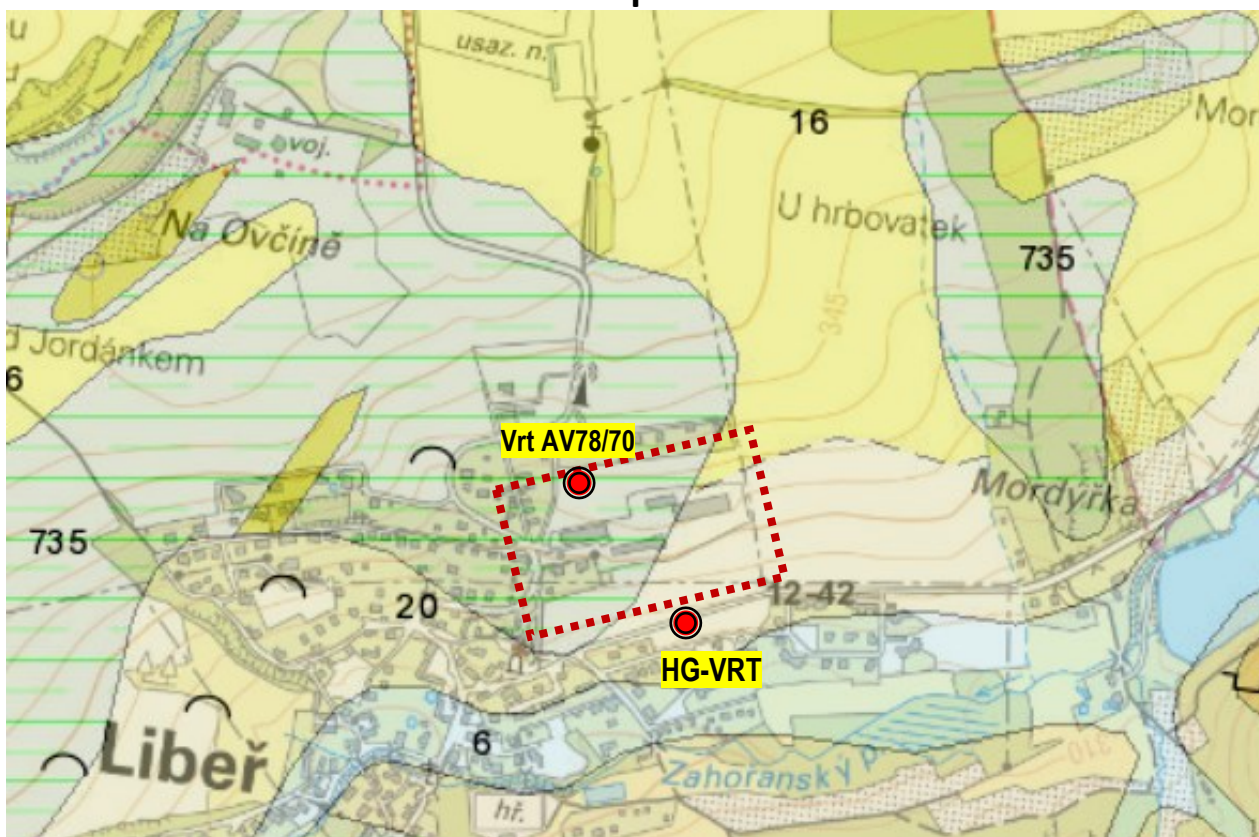 usaz. n.
16
Mor
voj.
U hrbovatek
Na Ovčíně
735
345
d Jordánkem
6
Vrt AV78/70
Mordyřka
735
20
12-42
HG-VRT
Libeř
6
Zahořanský p.
310
hř.